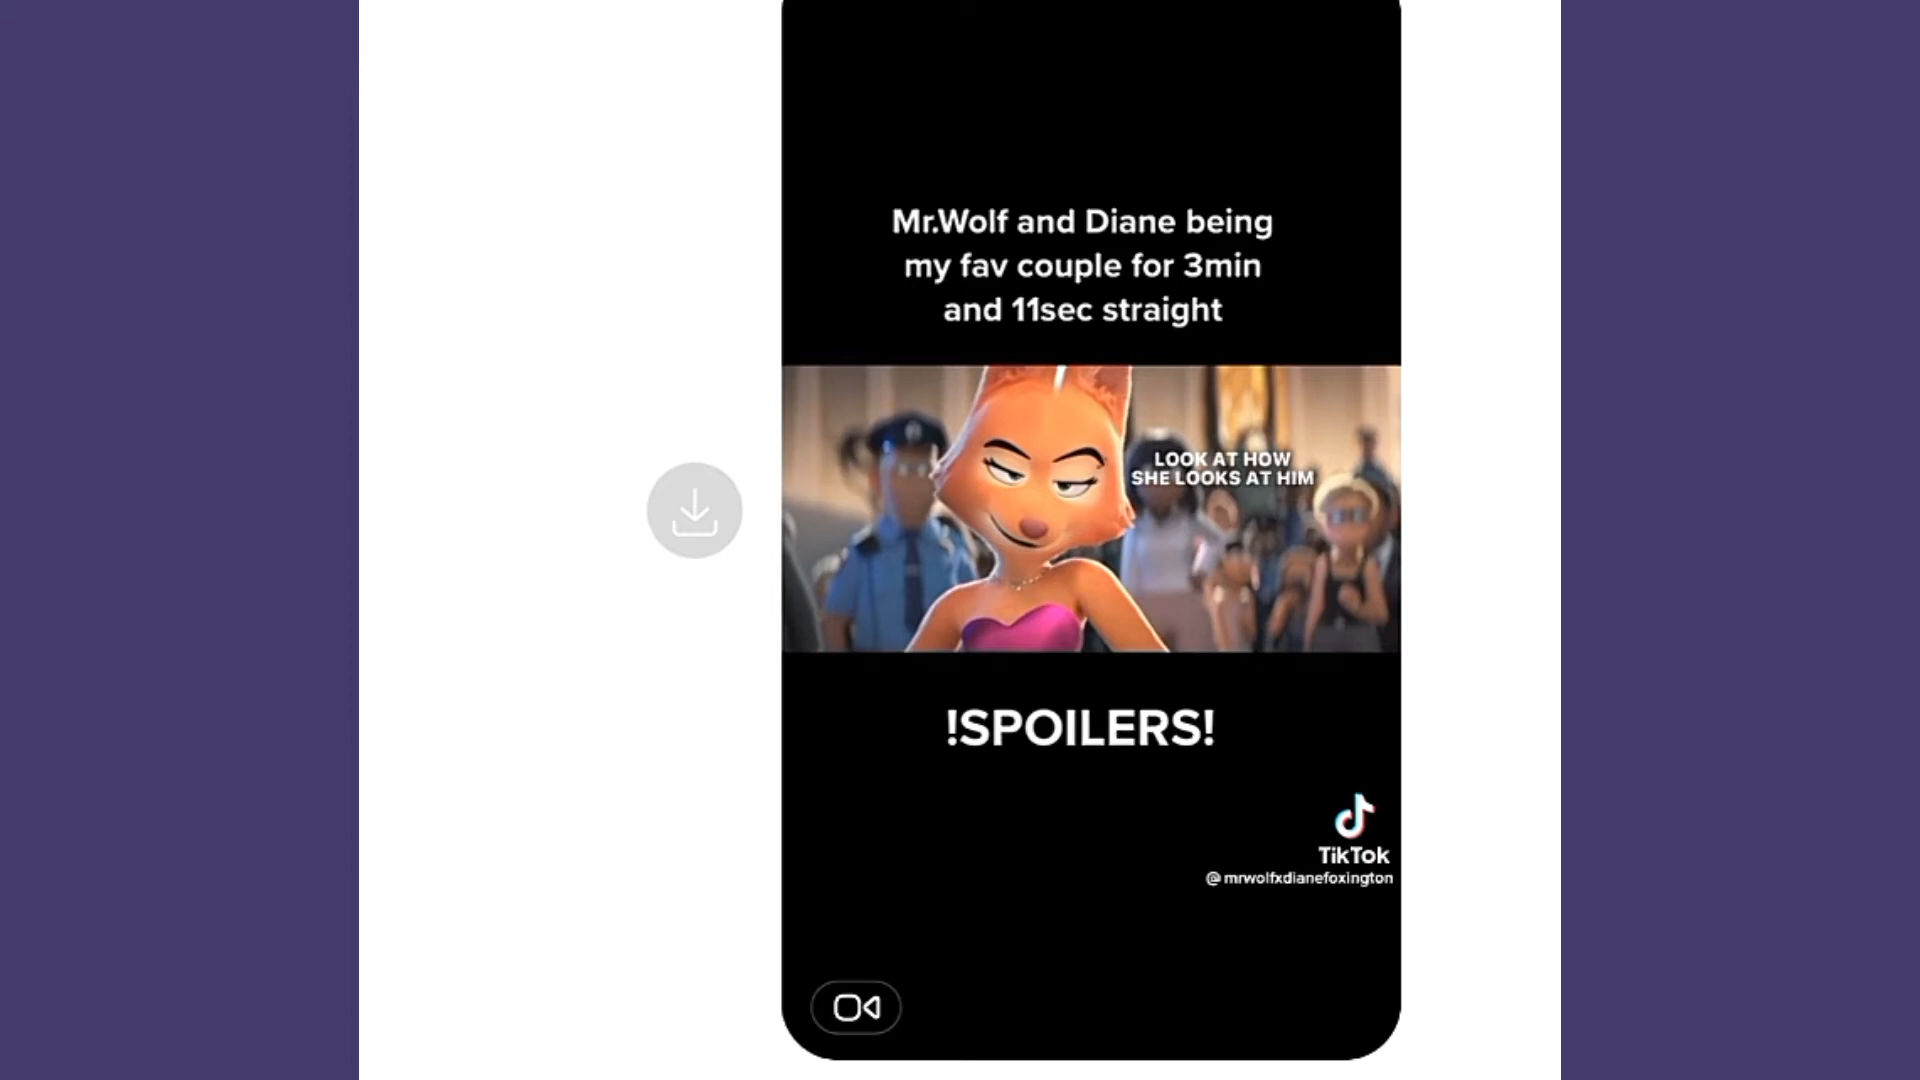 Mr.Wolf and Diane being
my fav couple for 3min
and 11sec straight
LOOK AT HOW
SHE LOOKS AT HIM
!SPOILERS!
TikTok
@mrwolfxdianefoxington